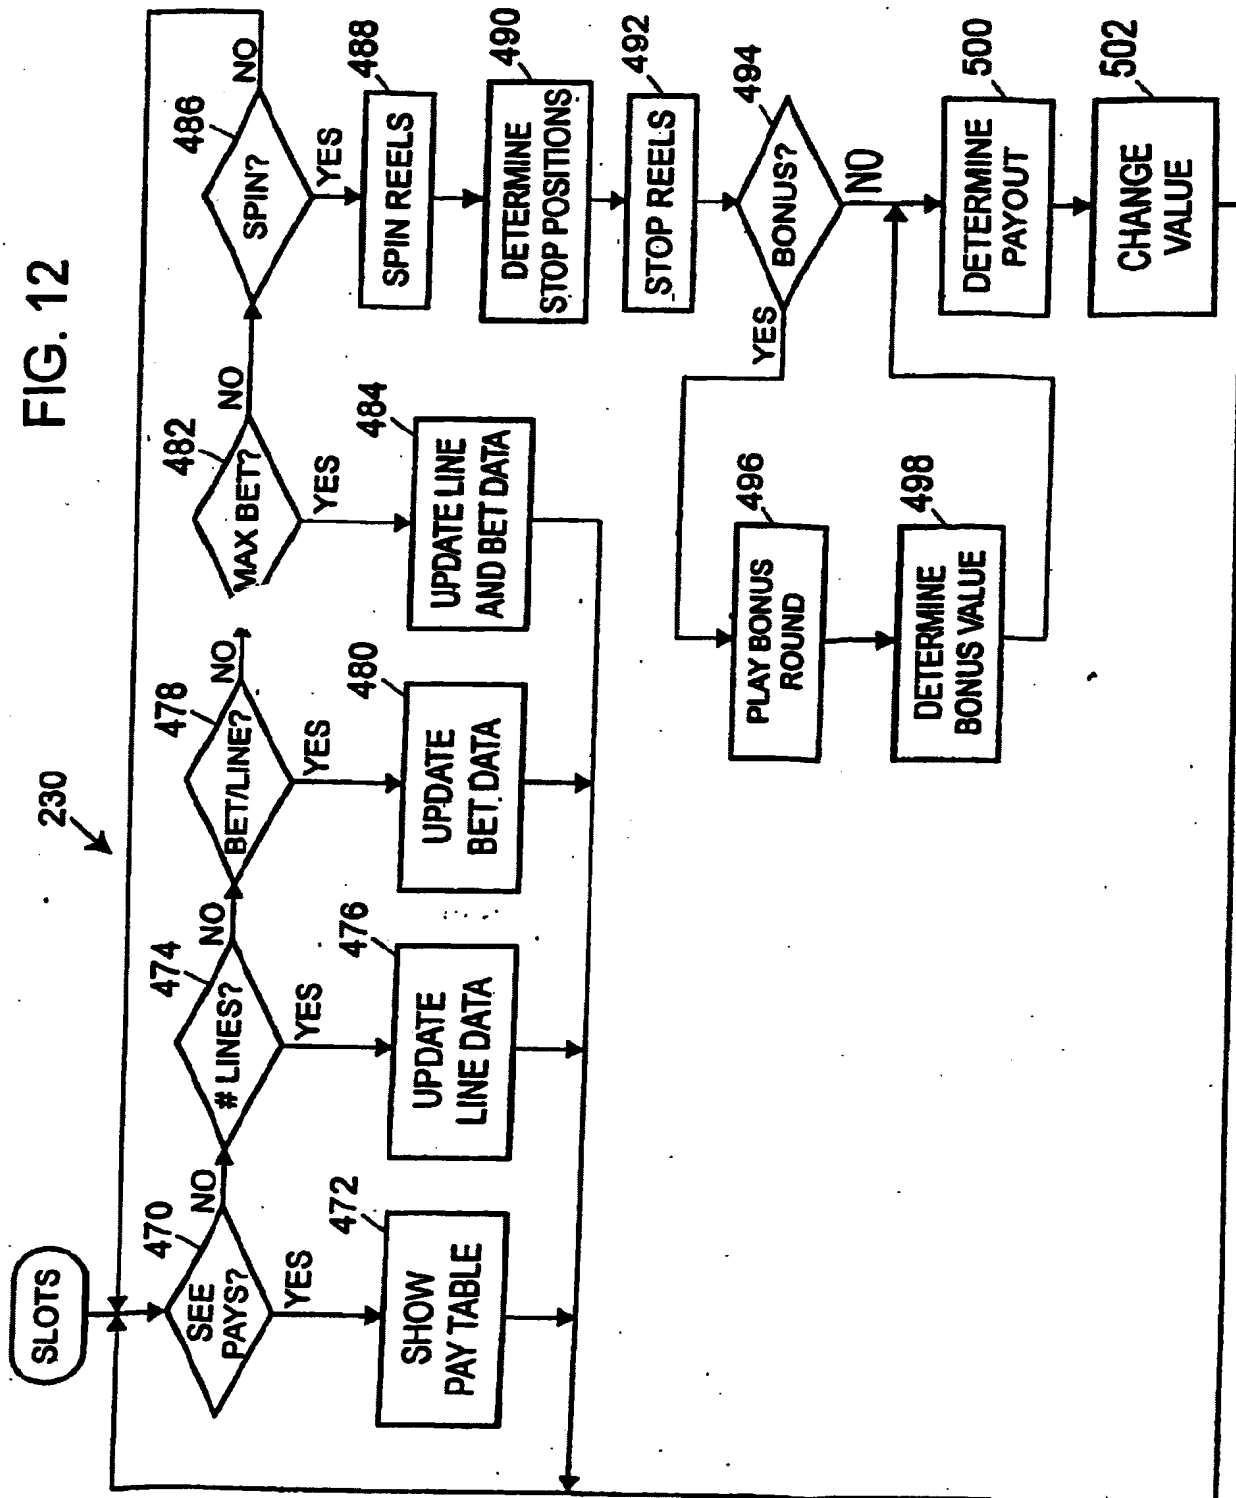 FIG. 12
230
SLOTS
470
SEE
PAYS?
NO
YES
472
SHOW
PAY TABLE
474
# LINES?
NO
YES
476
UPDATE
LINE DATA
478
BET/LINE?
NO
YES
480
UPDATE
BET DATA
482
MAX BET?
NO
YES
484
UPDATE LINE
AND BET DATA
486
SPIN?
NO
YES
488
SPIN REELS
490
DETERMINE
STOP POSITIONS
492
STOP REELS
494
BONUS?
YES
NO
496
PLAY BONUS
ROUND
498
DETERMINE
BONUS VALUE
500
DETERMINE
PAYOUT
502
CHANGE
VALUE